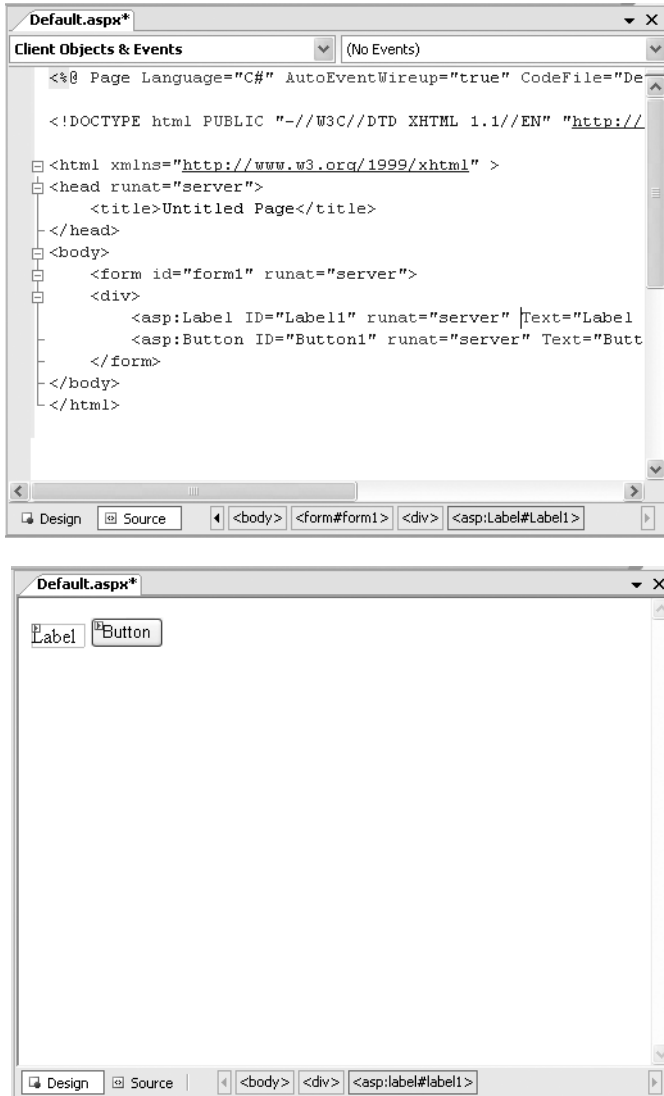 Default.aspx*
Client Objects & Events (No Events)
<%@ Page Language="C#" AutoEventWireup="true" CodeFile="De
<!DOCTYPE html PUBLIC "-//W3C//DTD XHTML 1.1//EN" "http://
<html xmlns="http://www.w3.org/1999/xhtml" >
<head runat="server">
<title>Untitled Page</title>
</head>
<body>
<form id="form1" runat="server">
<div>
<asp:Label ID="Label1" runat="server" Text="Label
<asp:Button ID="Button1" runat="server" Text="Butt
</form>
</body>
</html>
Design Source <body> <form#form1> <div> <asp:Label#Label1>
Default.aspx*
Label Button
Design Source <body> <div> <asp:label#label1>